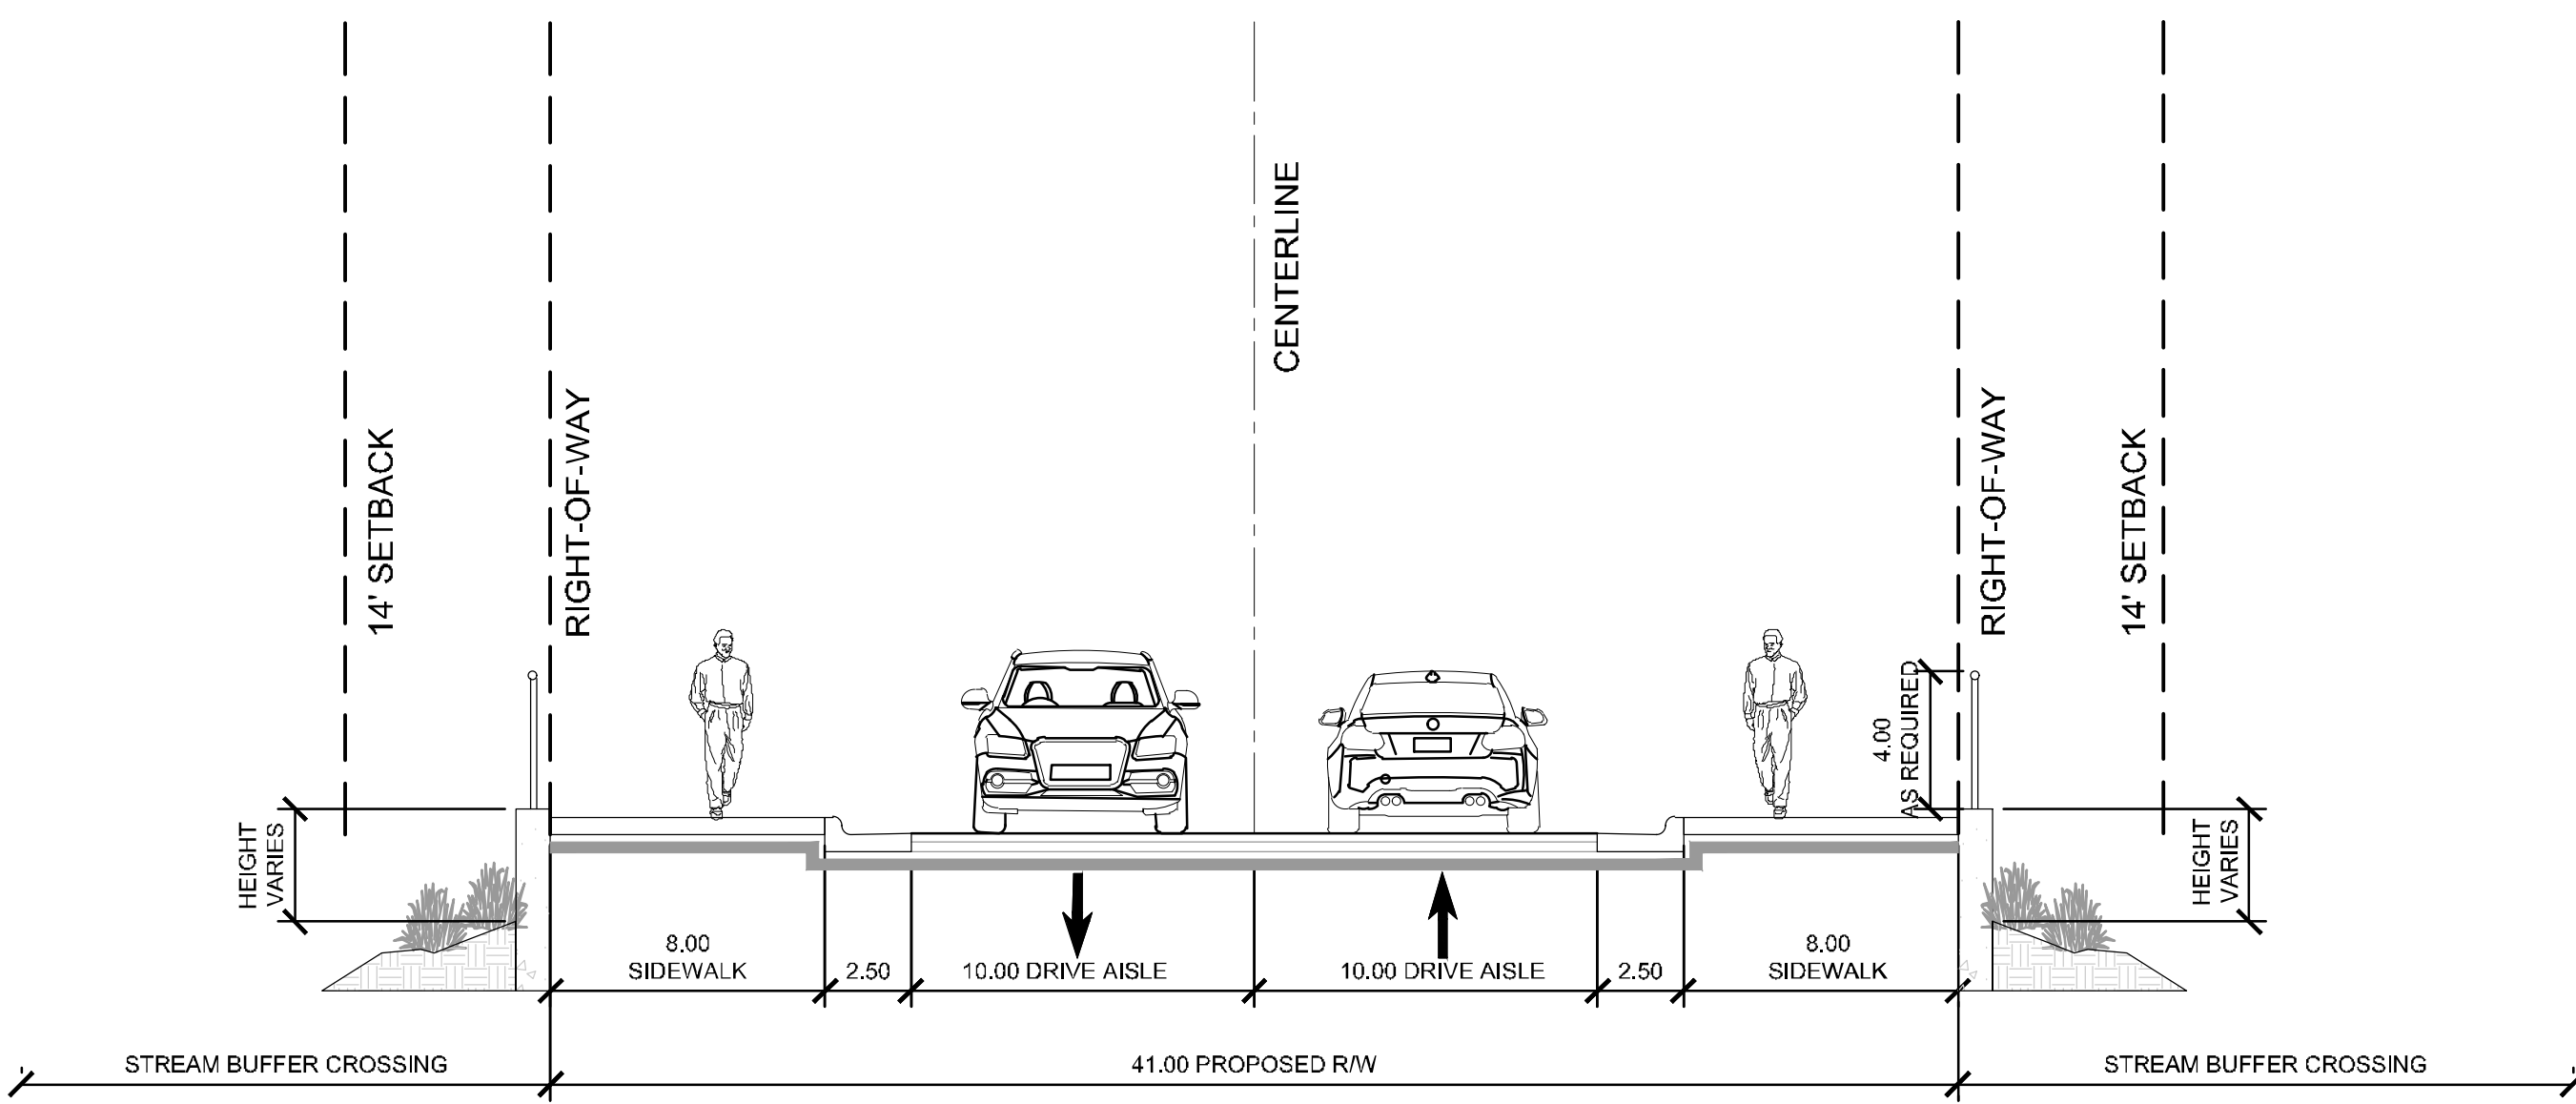 CENTERLINE
14' SETBACK
RIGHT-OF-WAY
RIGHT-OF-WAY
14' SETBACK
4.00
AS REQUIRED
HEIGHT
VARIES
HEIGHT
VARIES
8.00
SIDEWALK
2.50
10.00 DRIVE AISLE
10.00 DRIVE AISLE
2.50
8.00
SIDEWALK
STREAM BUFFER CROSSING
41.00 PROPOSED R/W
STREAM BUFFER CROSSING